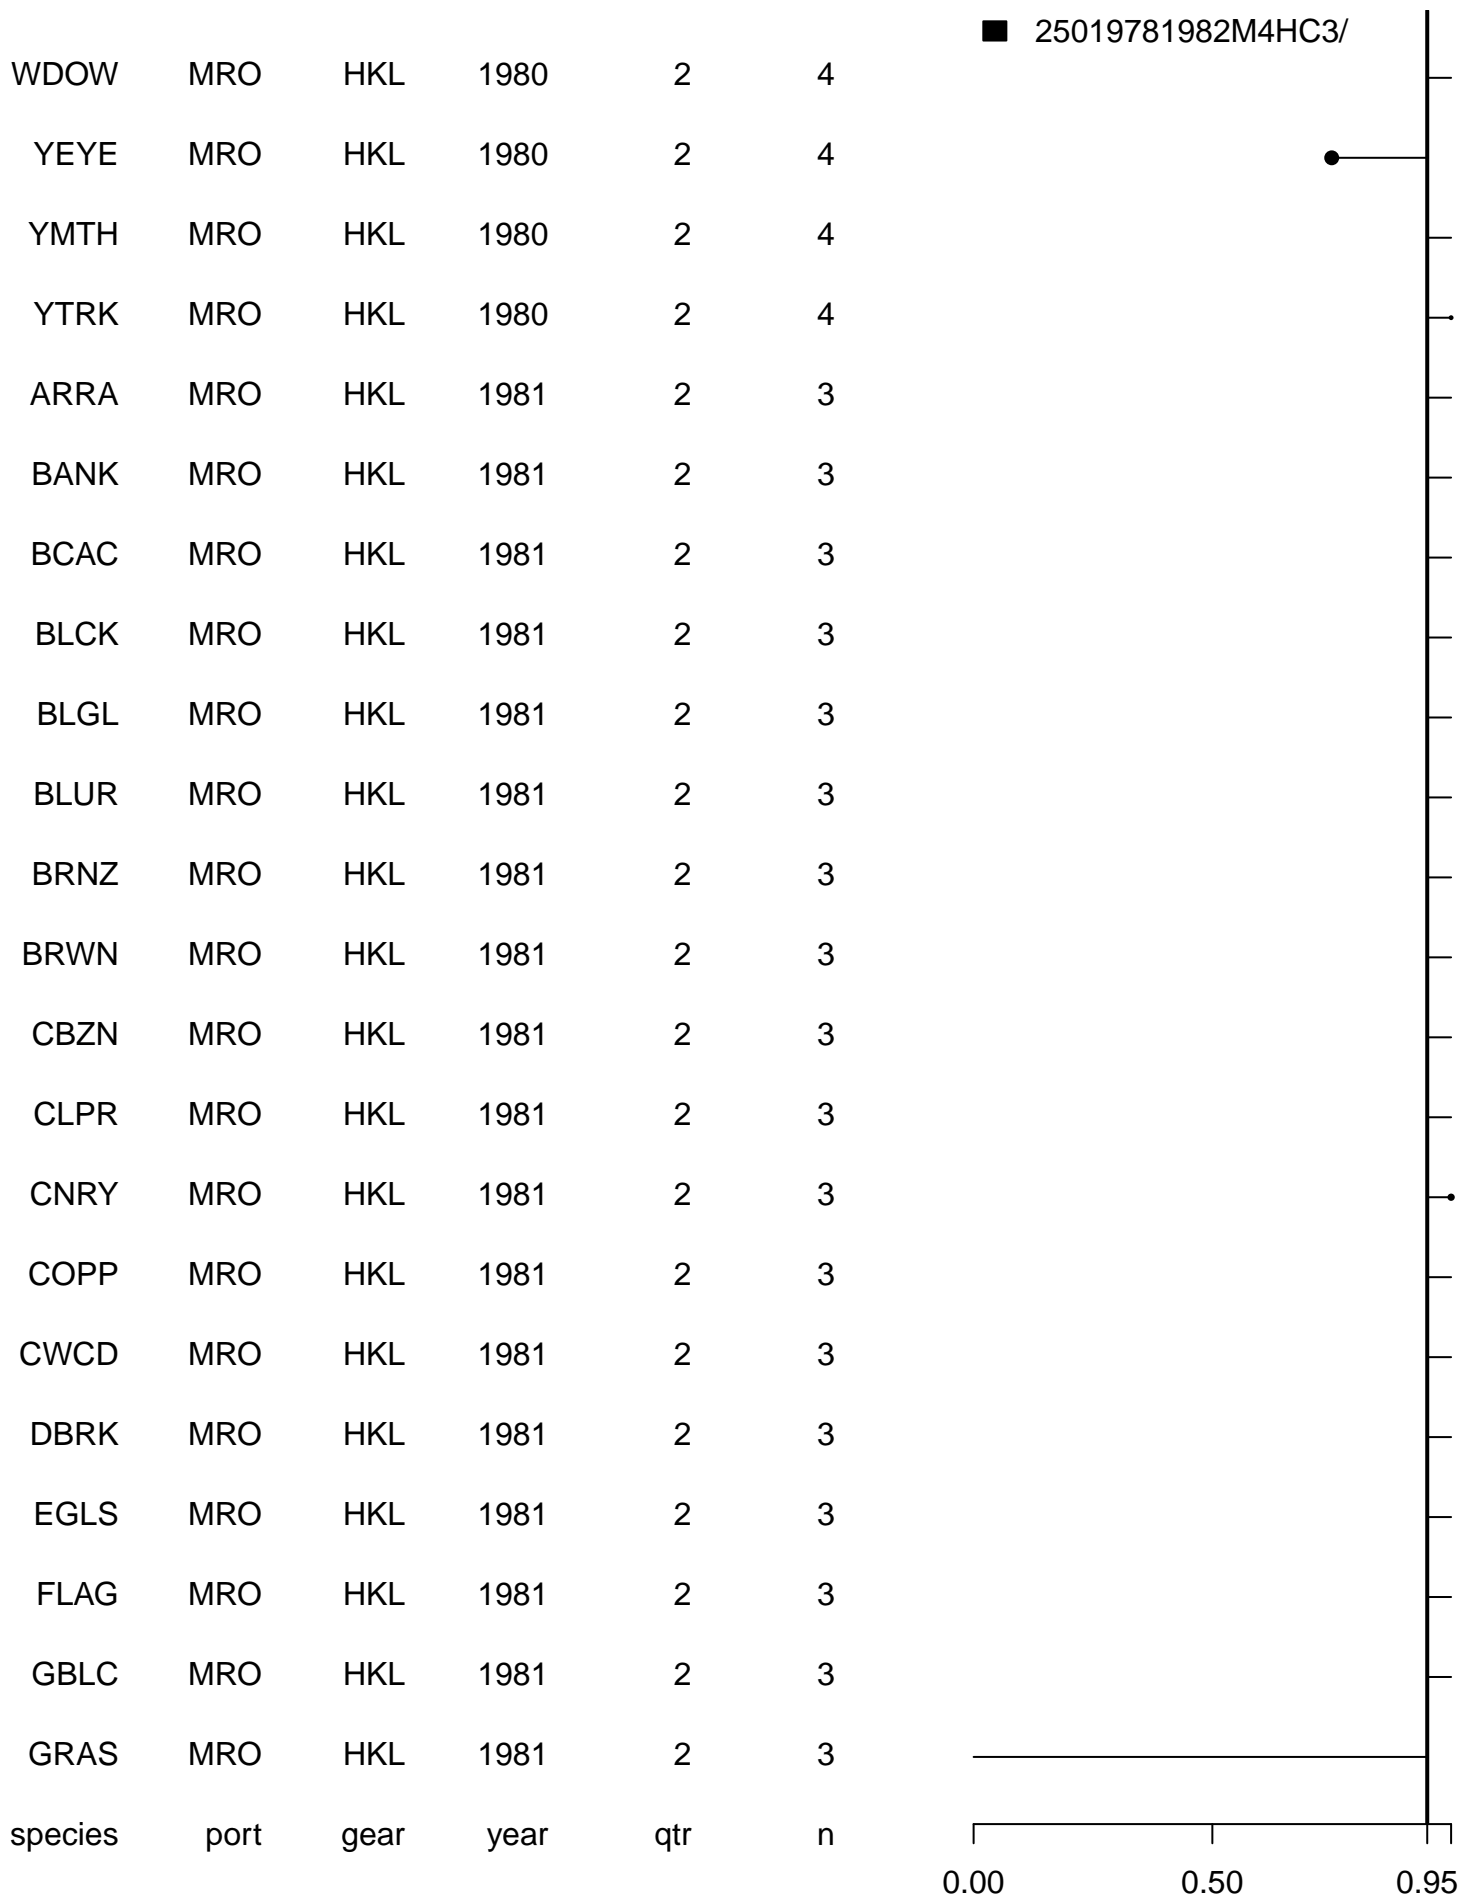 25019781982M4HC3/
WDOW MRO HKL 1980 2 4
YEYE MRO HKL 1980 2 4
YMTH MRO HKL 1980 2 4
YTRK MRO HKL 1980 2 4
ARRA MRO HKL 1981 2 3
BANK MRO HKL 1981 2 3
BCAC MRO HKL 1981 2 3
BLCK MRO HKL 1981 2 3
BLGL MRO HKL 1981 2 3
BLUR MRO HKL 1981 2 3
BRNZ MRO HKL 1981 2 3
BRWN MRO HKL 1981 2 3
CBZN MRO HKL 1981 2 3
CLPR MRO HKL 1981 2 3
CNRY MRO HKL 1981 2 3
COPP MRO HKL 1981 2 3
CWCD MRO HKL 1981 2 3
DBRK MRO HKL 1981 2 3
EGLS MRO HKL 1981 2 3
FLAG MRO HKL 1981 2 3
GBLC MRO HKL 1981 2 3
GRAS MRO HKL 1981 2 3
species port gear year qtr n
0.00 0.50 0.95